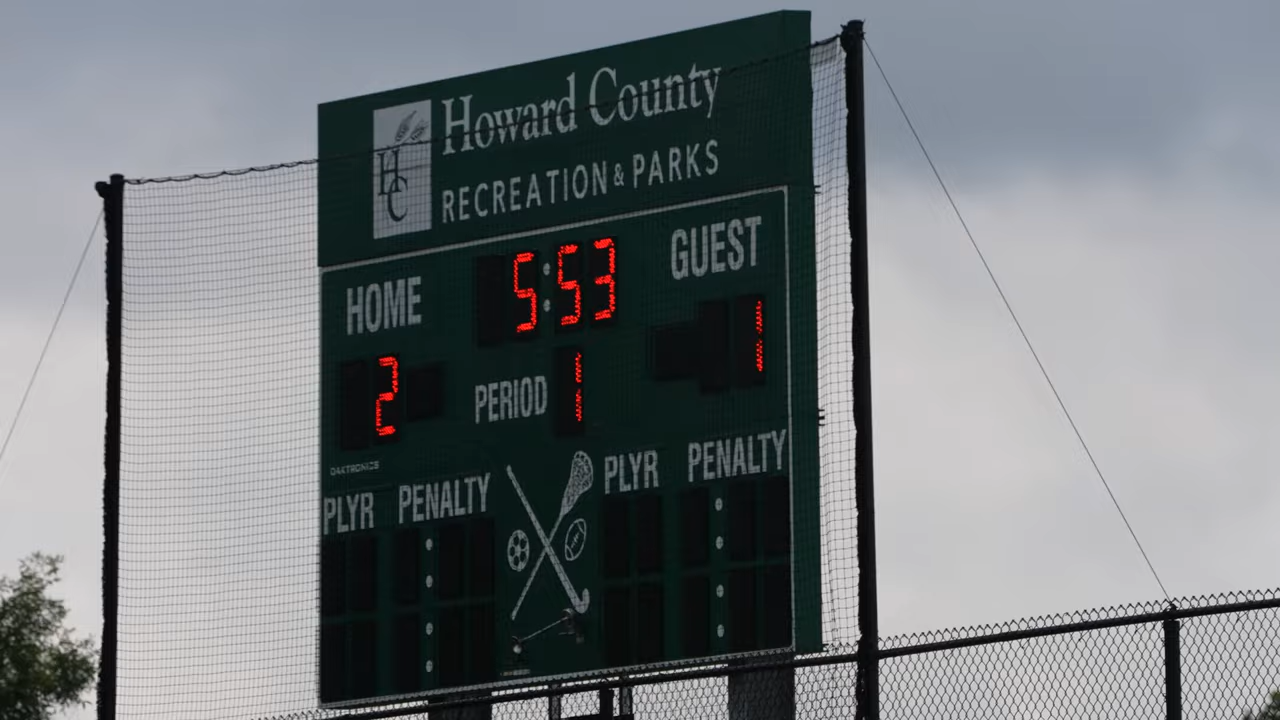 Howard County
HC
RECREATION & PARKS
HOME
5:53
GUEST
2
PERIOD 1
1
DAKTRONICS
PLYR PENALTY
PLYR PENALTY